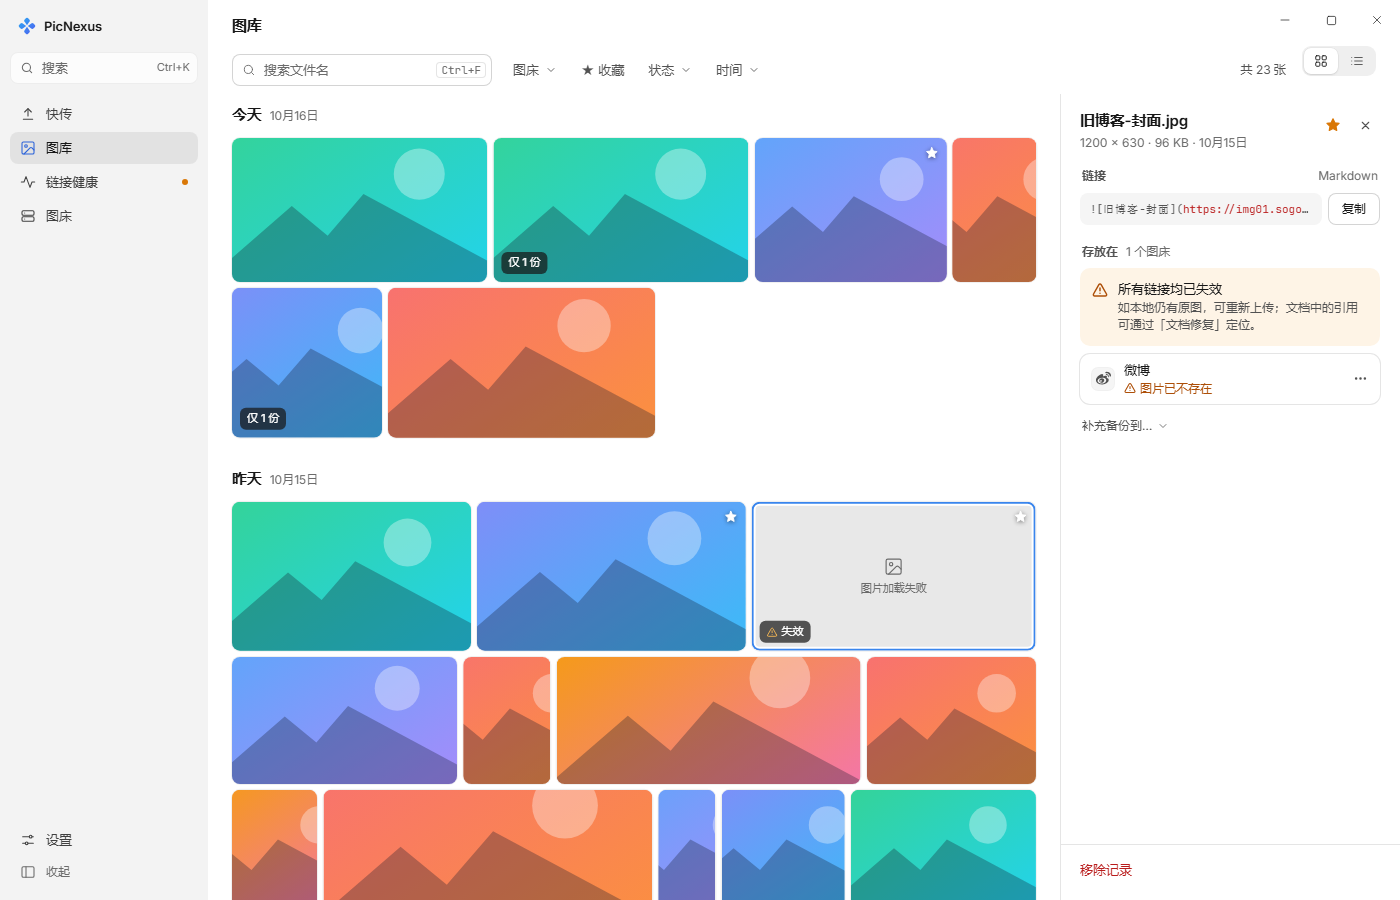 PicNexus
搜索 Ctrl+K
快传
图库
链接健康
图床
设置
收起
图库
搜索文件名 Ctrl+F
图床
★ 收藏
状态
时间
共 23 张
今天 10月16日
仅1份
仅1份
昨天 10月15日
图片加载失败
失效
旧博客-封面.jpg
1200 × 630 · 96 KB · 10月15日
链接 Markdown
![旧博客-封面](https://img01.sogo…
复制
存放在 1 个图床
所有链接均已失效
如本地仍有原图，可重新上传；文档中的引用
可通过「文档修复」定位。
微博
图片已不存在
补充备份到...
移除记录